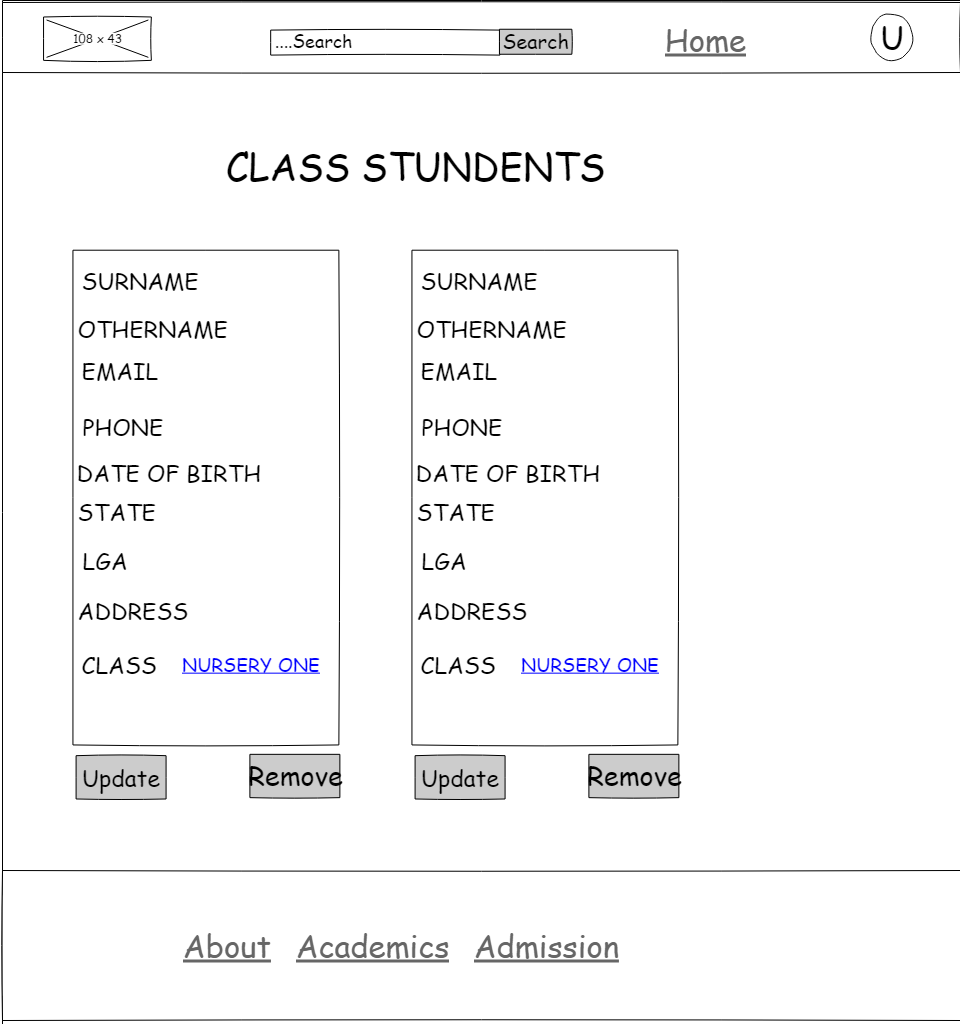 108 x 43 ....Search Search Home U
CLASS STUNDENTS
SURNAME
OTHERNAME
EMAIL
PHONE
DATE OF BIRTH
STATE
LGA
ADDRESS
CLASS NURSERY ONE
Update Remove
SURNAME
OTHERNAME
EMAIL
PHONE
DATE OF BIRTH
STATE
LGA
ADDRESS
CLASS NURSERY ONE
Update Remove
About Academics Admission